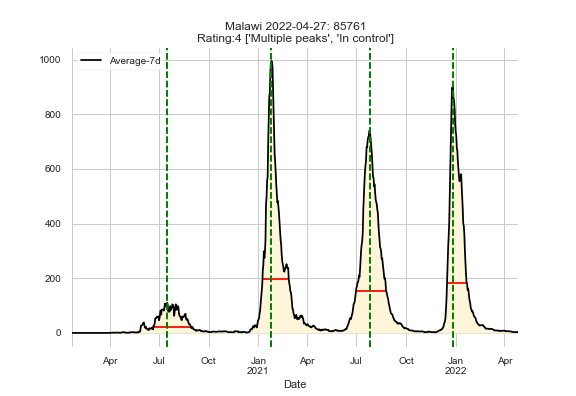 Malawi 2022-04-27: 85761
Rating:4 ['Multiple peaks', 'In control']
Average-7d
1000
800
600
400
200
0
Apr Jul Oct Jan Apr Jul Oct Jan Apr
2021 2022
Date